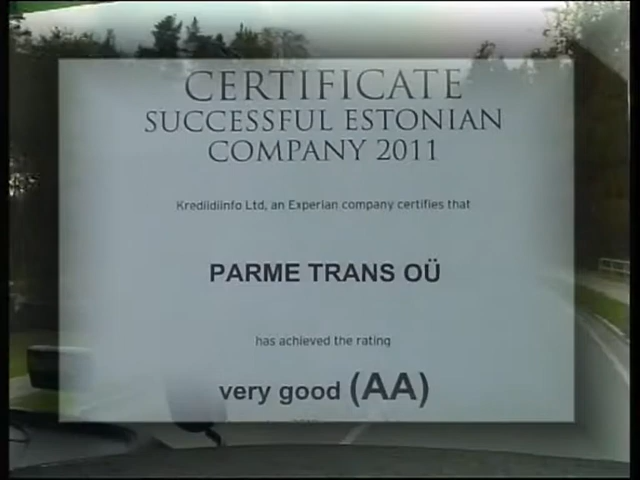 CERTIFICATE
SUCCESSFUL ESTONIAN
COMPANY 2011
Krediidiinfo Ltd, an Experian company certifies that
PARME TRANS OÜ
has achieved the rating
very good (AA)